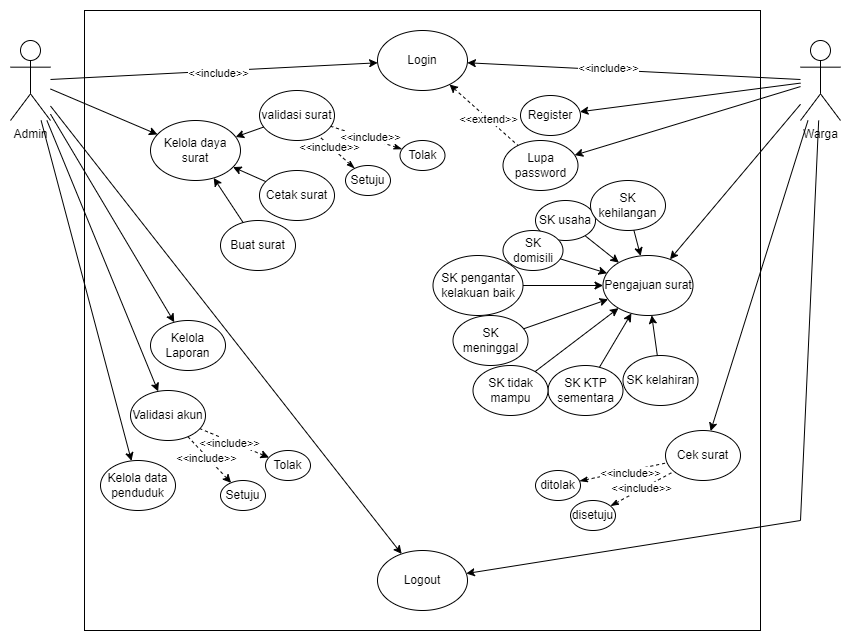 Login
<<include>>
<<include>>
Admin
Warga
validasi surat
<<extend>>
Register
Kelola daya
surat
<<include>>
<<include>>
Tolak
Setuju
Lupa
password
Cetak surat
Buat surat
SK
kehilangan
SK usaha
SK
domisili
SK pengantar
kelakuan baik
Pengajuan surat
SK
meninggal
Kelola
Laporan
SK tidak
mampu
SK KTP
sementara
SK kelahiran
Validasi akun
<<include>>
<<include>>
Tolak
Setuju
Kelola data
penduduk
Cek surat
<<include>>
<<include>>
ditolak
disetuju
Logout